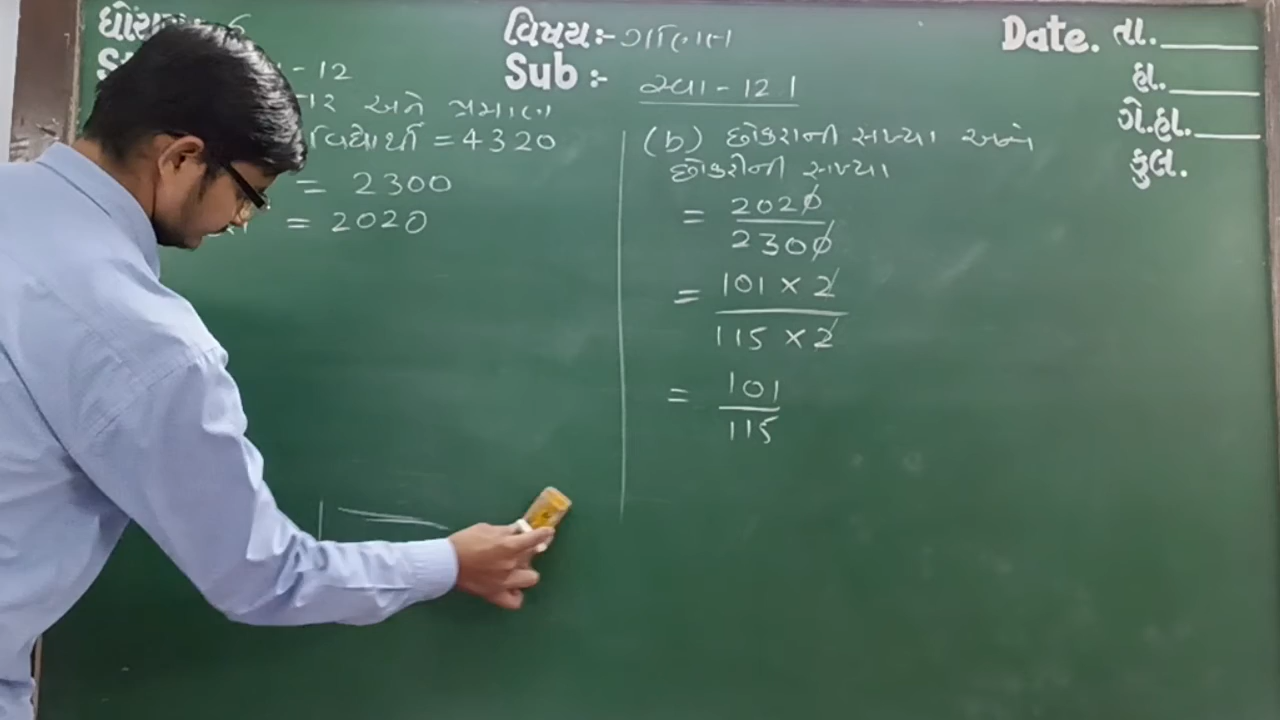 ધોરણ:- 6
- 12
અને પ્રમાણ
વિદ્યાર્થી = 4320
= 2300
= 2020
વિષય:- ગણિત
Sub :-
સ્વા - 12.1
(b) છોકરાની સંખ્યા અને
છોકરીની સંખ્યા
= 2020
2300
= 101 × 2
115 × 2
= 101
115
Date. તા.
હા.
ગે.હા.
કુલ.